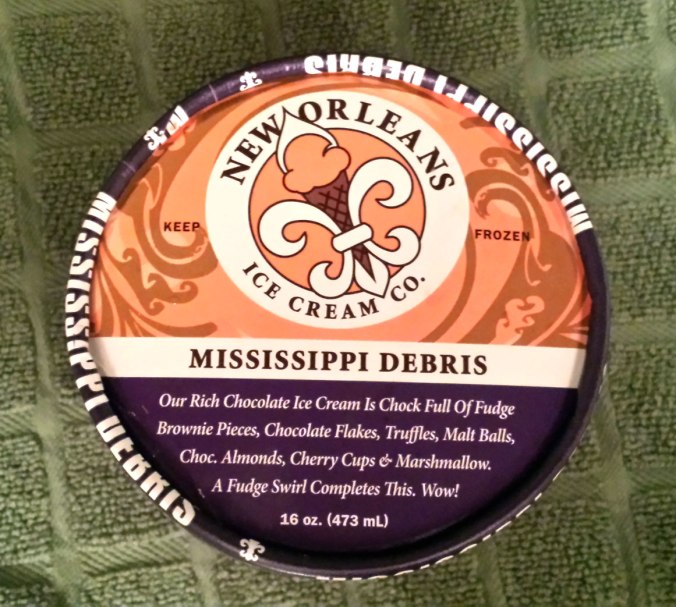 MISSISSIPPI DEBRIS
MISSISSIPPI DEBRIS
NEW ORLEANS
KEEP
FROZEN
ICE CREAM CO.
MISSISSIPPI DEBRIS
Our Rich Chocolate Ice Cream Is Chock Full Of Fudge
Brownie Pieces, Chocolate Flakes, Truffles, Malt Balls,
Choc. Almonds, Cherry Cups & Marshmallow.
A Fudge Swirl Completes This. Wow!
16 oz. (473 mL)